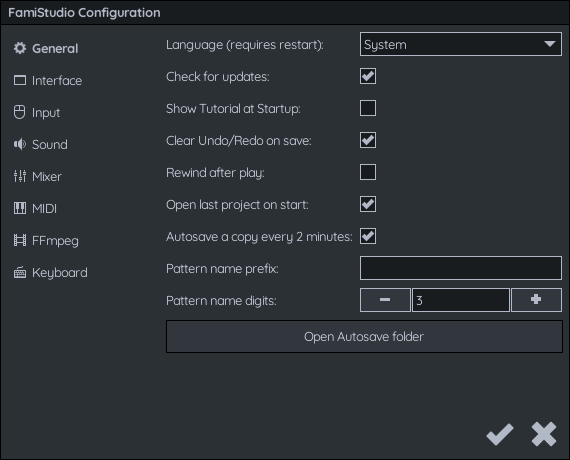 FamiStudio Configuration
General
Interface
Input
Sound
Mixer
MIDI
FFmpeg
Keyboard
Language (requires restart): System
Check for updates:
Show Tutorial at Startup:
Clear Undo/Redo on save:
Rewind after play:
Open last project on start:
Autosave a copy every 2 minutes:
Pattern name prefix:
Pattern name digits: 3
Open Autosave folder